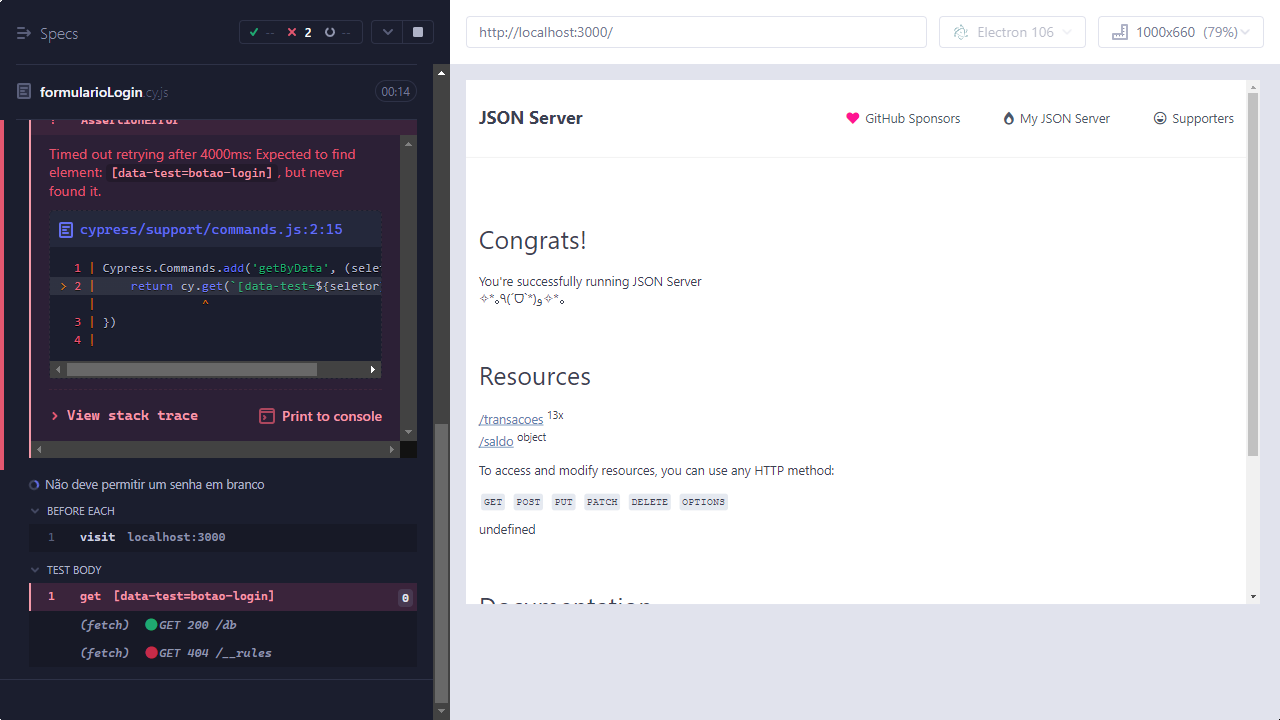 Specs
-- 2 --
formularioLogin.cy.js 00:14
! AssertionError
Timed out retrying after 4000ms: Expected to find
element: [data-test=botao-login], but never
found it.
cypress/support/commands.js:2:15
1 | Cypress.Commands.add('getByData', (sele
> 2 |     return cy.get(`[data-test=${seletor
|               ^
3 | })
4 |
View stack trace
Print to console
Não deve permitir um senha em branco
BEFORE EACH
1 visit localhost:3000
TEST BODY
1 get [data-test=botao-login] 0
(fetch) GET 200 /db
(fetch) GET 404 /__rules
http://localhost:3000/
Electron 106
1000x660 (79%)
JSON Server
GitHub Sponsors
My JSON Server
Supporters
Congrats!
You're successfully running JSON Server
✧*｡٩(ˊᗜˋ*)و✧*｡
Resources
/transacoes 13x
/saldo object
To access and modify resources, you can use any HTTP method:
GET POST PUT PATCH DELETE OPTIONS
undefined
Documentation